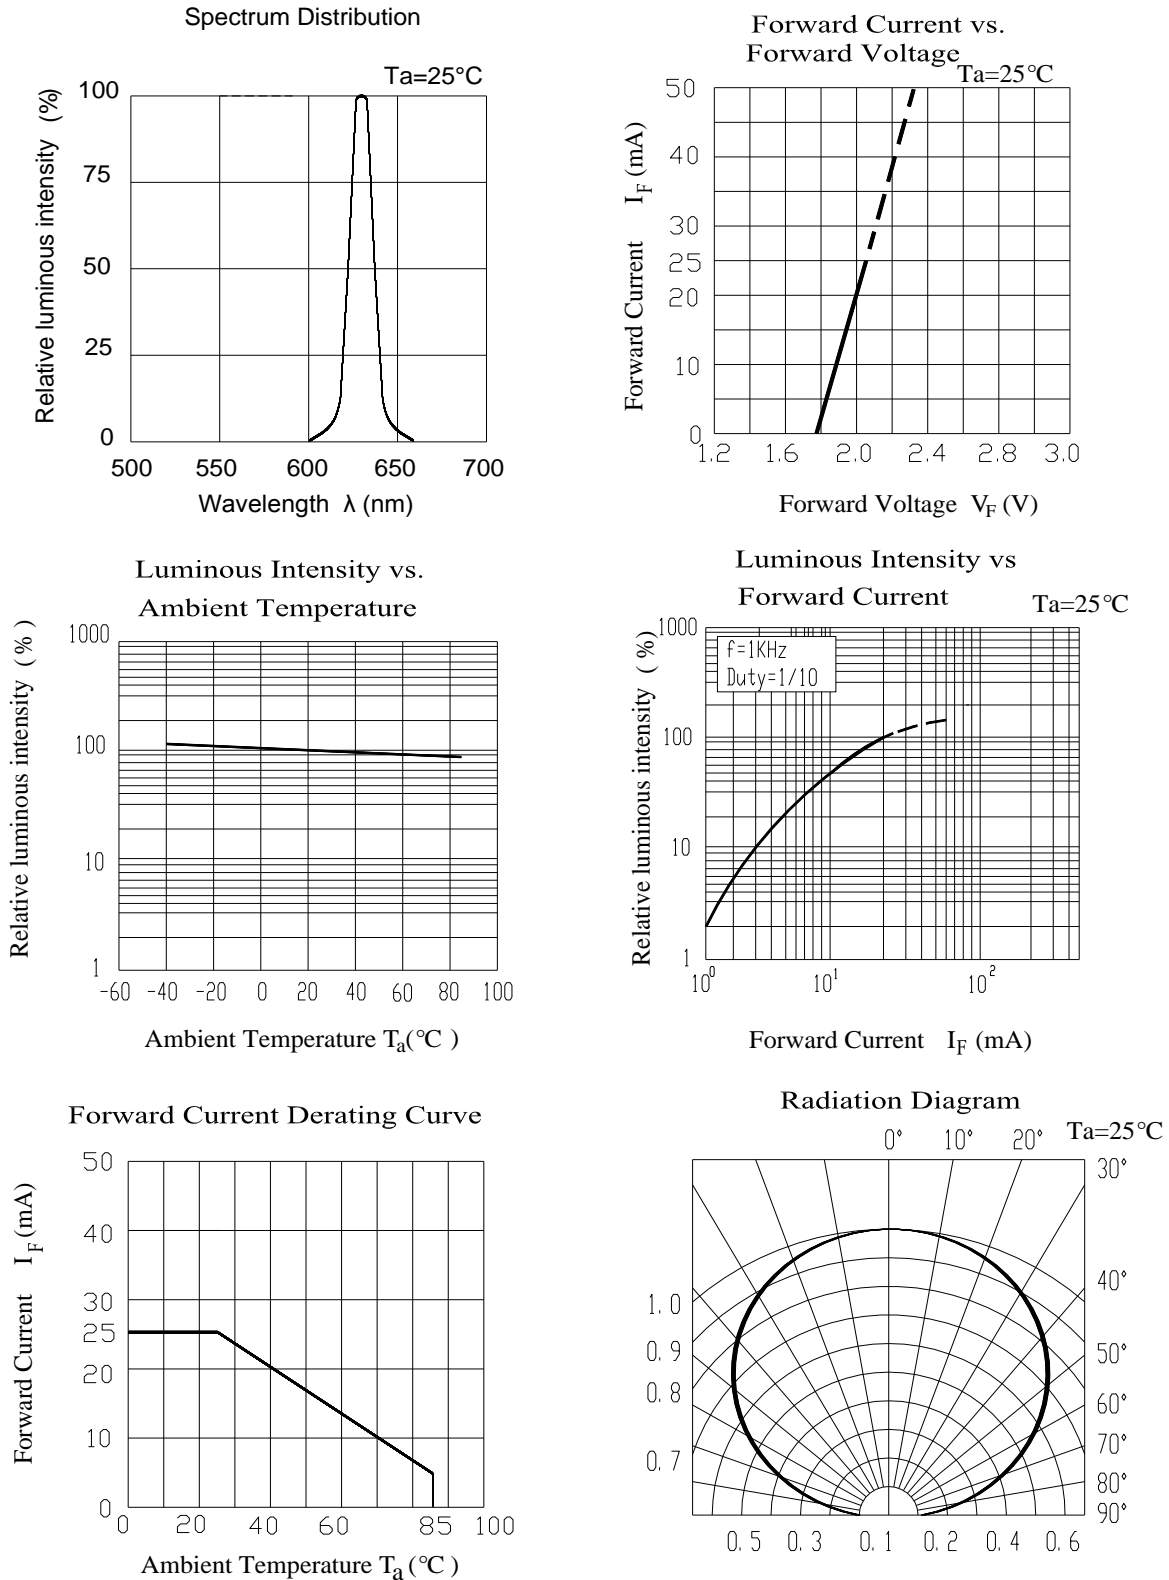 Spectrum Distribution
Ta=25°C
Relative luminous intensity (%)
100
75
50
25
0
500 550 600 650 700
Wavelength λ (nm)
Forward Current vs.
Forward Voltage
Ta=25°C
Forward Current IF (mA)
50
40
30
25
20
10
0
1.2 1.6 2.0 2.4 2.8 3.0
Forward Voltage VF (V)
Luminous Intensity vs.
Ambient Temperature
Relative luminous intensity (%)
1000
100
10
1
-60 -40 -20 0 20 40 60 80 100
Ambient Temperature Ta(°C )
Luminous Intensity vs
Forward Current
Ta=25°C
Relative luminous intensity (%)
f=1KHz
Duty=1/10
1000
100
10
1
10⁰ 10¹ 10²
Forward Current IF (mA)
Forward Current Derating Curve
Forward Current IF (mA)
50
40
30
25
20
10
0
0 20 40 60 85 100
Ambient Temperature Ta (°C)
Radiation Diagram
Ta=25°C
0° 10° 20°
30°
40°
50°
60°
70°
80°
90°
1.0
0.9
0.8
0.7
0.5 0.3 0.1 0.2 0.4 0.6